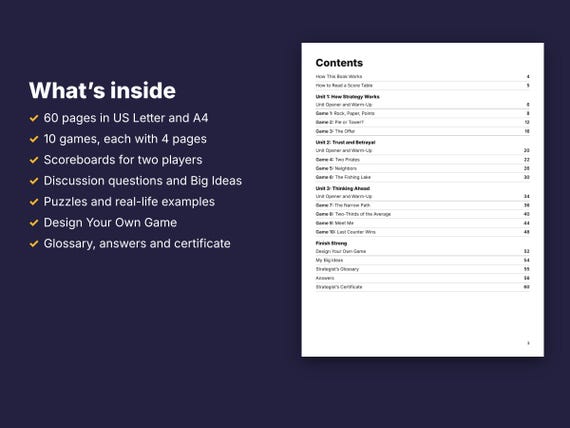 What's inside
✓ 60 pages in US Letter and A4
✓ 10 games, each with 4 pages
✓ Scoreboards for two players
✓ Discussion questions and Big Ideas
✓ Puzzles and real-life examples
✓ Design Your Own Game
✓ Glossary, answers and certificate
Contents
How This Book Works 4
How to Read a Score Table 5
Unit 1: How Strategy Works
Unit Opener and Warm-Up 6
Game 1: Rock, Paper, Points 8
Game 2: Pie or Tower? 12
Game 3: The Offer 16
Unit 2: Trust and Betrayal
Unit Opener and Warm-Up 20
Game 4: Two Pirates 22
Game 5: Neighbors 26
Game 6: The Fishing Lake 30
Unit 3: Thinking Ahead
Unit Opener and Warm-Up 34
Game 7: The Narrow Path 36
Game 8: Two-Thirds of the Average 40
Game 9: Meet Me 44
Game 10: Last Counter Wins 48
Finish Strong
Design Your Own Game 52
My Big Ideas 54
Strategist's Glossary 55
Answers 56
Strategist's Certificate 60
3